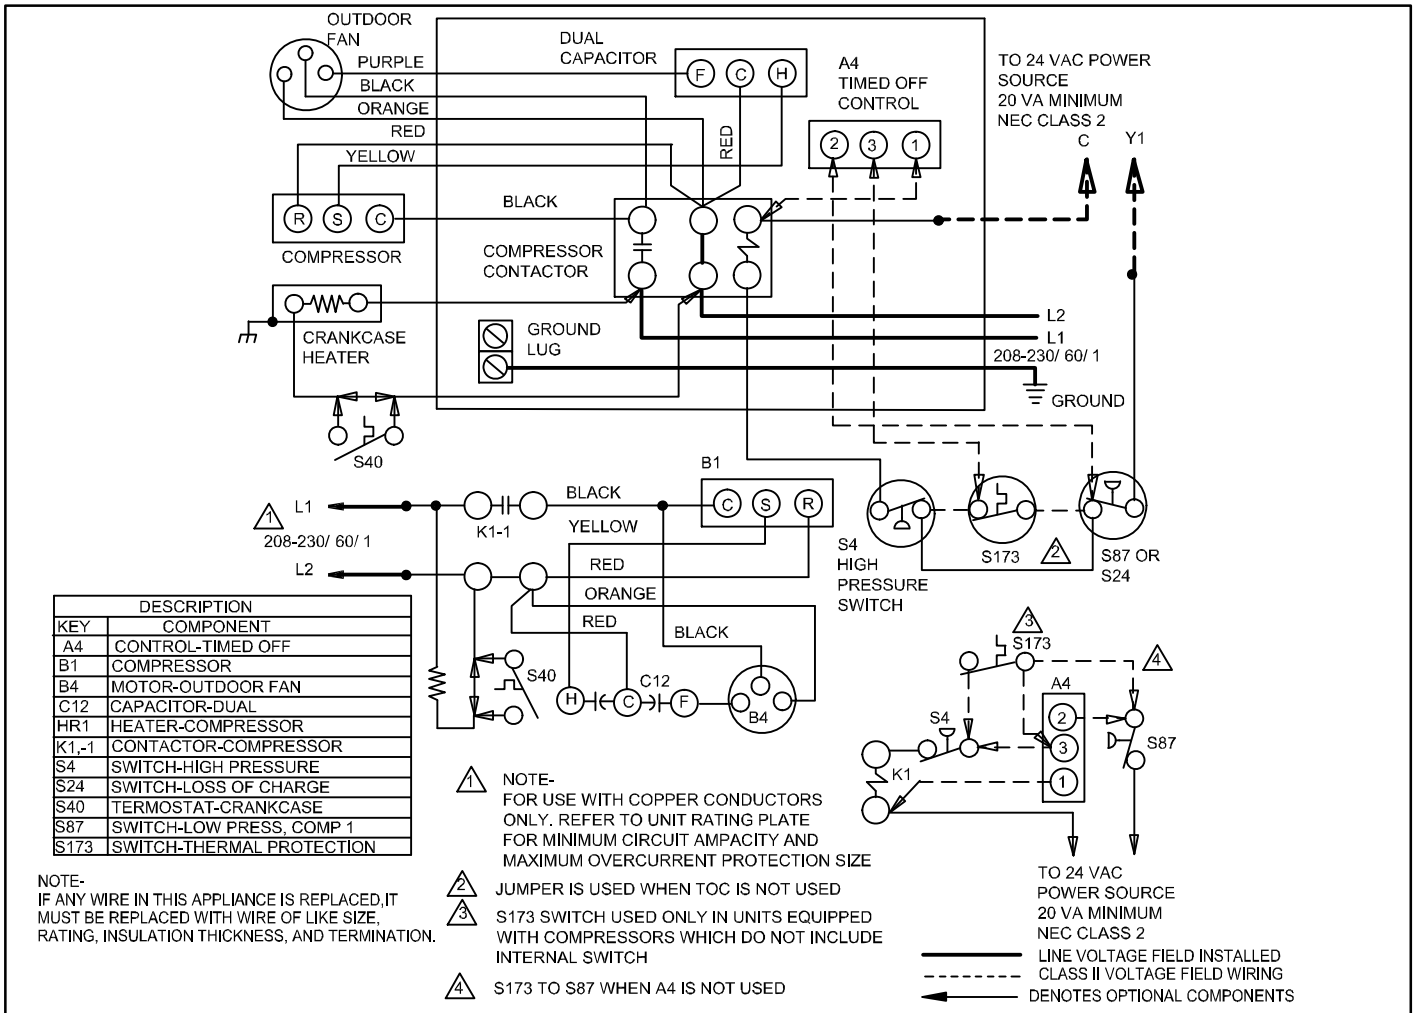 OUTDOOR
FAN
PURPLE
BLACK
ORANGE
RED
YELLOW
DUAL
CAPACITOR
F C H
RED
A4
TIMED OFF
CONTROL
2 3 1
TO 24 VAC POWER
SOURCE
20 VA MINIMUM
NEC CLASS 2
C Y1
R S C
COMPRESSOR
BLACK
COMPRESSOR
CONTACTOR
CRANKCASE
HEATER
GROUND
LUG
L2
L1
208-230/ 60/ 1
GROUND
S40
B1
C S R
L1
1
208-230/ 60/ 1
L2
K1-1
BLACK
YELLOW
RED
ORANGE
RED
BLACK
S40
H C F
C12
B4
S4
HIGH
PRESSURE
SWITCH
S173
2
S87 OR
S24
3
S173
4
A4
2
3
1
S4
S87
K1
TO 24 VAC
POWER SOURCE
20 VA MINIMUM
NEC CLASS 2
DESCRIPTION
KEY COMPONENT
A4 CONTROL-TIMED OFF
B1 COMPRESSOR
B4 MOTOR-OUTDOOR FAN
C12 CAPACITOR-DUAL
HR1 HEATER-COMPRESSOR
K1,-1 CONTACTOR-COMPRESSOR
S4 SWITCH-HIGH PRESSURE
S24 SWITCH-LOSS OF CHARGE
S40 TERMOSTAT-CRANKCASE
S87 SWITCH-LOW PRESS, COMP 1
S173 SWITCH-THERMAL PROTECTION
NOTE-
IF ANY WIRE IN THIS APPLIANCE IS REPLACED,IT
MUST BE REPLACED WITH WIRE OF LIKE SIZE,
RATING, INSULATION THICKNESS, AND TERMINATION.
1 NOTE-
FOR USE WITH COPPER CONDUCTORS
ONLY. REFER TO UNIT RATING PLATE
FOR MINIMUM CIRCUIT AMPACITY AND
MAXIMUM OVERCURRENT PROTECTION SIZE
2 JUMPER IS USED WHEN TOC IS NOT USED
3 S173 SWITCH USED ONLY IN UNITS EQUIPPED
WITH COMPRESSORS WHICH DO NOT INCLUDE
INTERNAL SWITCH
4 S173 TO S87 WHEN A4 IS NOT USED
LINE VOLTAGE FIELD INSTALLED
CLASS II VOLTAGE FIELD WIRING
DENOTES OPTIONAL COMPONENTS